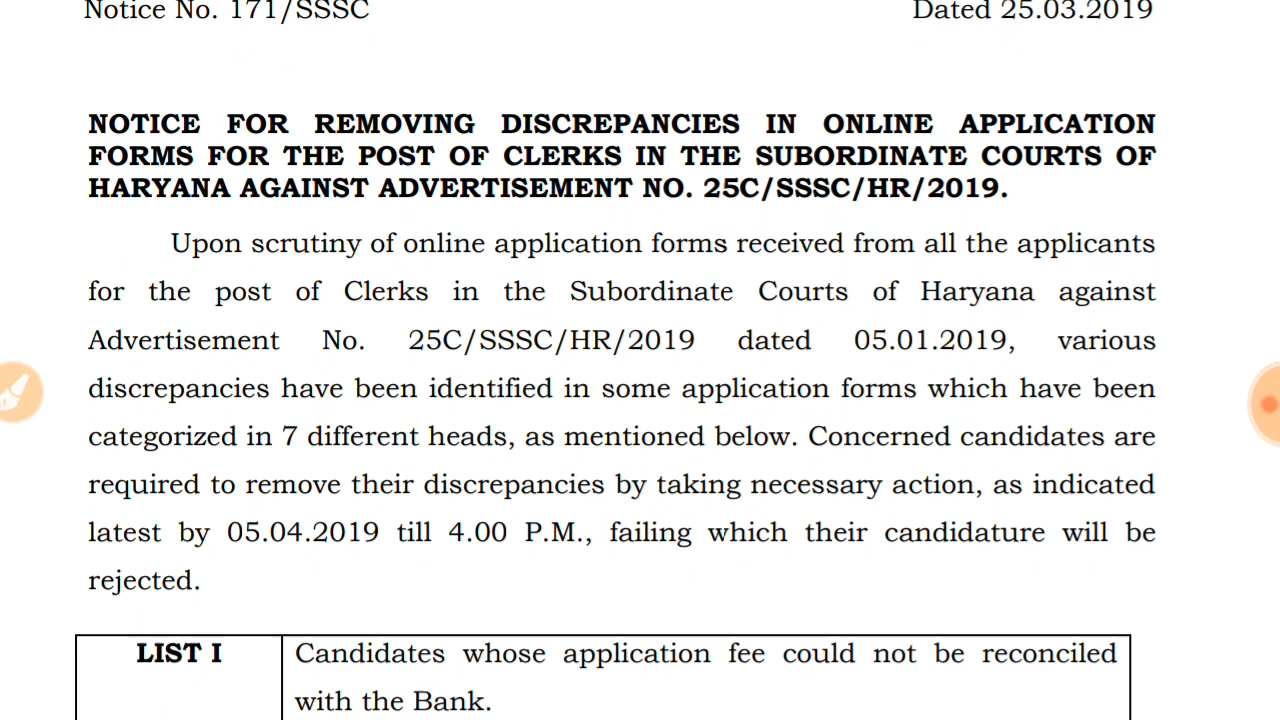 Notice No. 171/SSSC Dated 25.03.2019
NOTICE FOR REMOVING DISCREPANCIES IN ONLINE APPLICATION
FORMS FOR THE POST OF CLERKS IN THE SUBORDINATE COURTS OF
HARYANA AGAINST ADVERTISEMENT NO. 25C/SSSC/HR/2019.
Upon scrutiny of online application forms received from all the applicants
for the post of Clerks in the Subordinate Courts of Haryana against
Advertisement No. 25C/SSSC/HR/2019 dated 05.01.2019, various
discrepancies have been identified in some application forms which have been
categorized in 7 different heads, as mentioned below. Concerned candidates are
required to remove their discrepancies by taking necessary action, as indicated
latest by 05.04.2019 till 4.00 P.M., failing which their candidature will be
rejected.
LIST I Candidates whose application fee could not be reconciled
with the Bank.